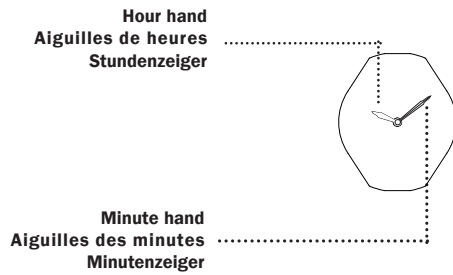 Hour hand
Aiguilles de heures
Stundenzeiger
Minute hand
Aiguilles des minutes
Minutenzeiger